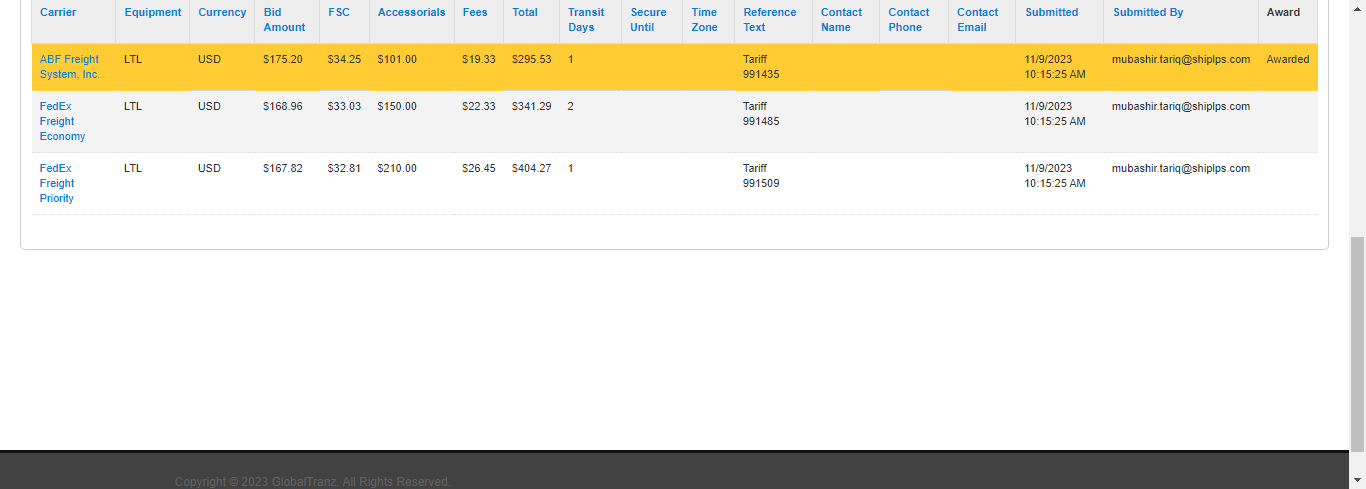 Carrier Equipment Currency Bid Amount FSC Accessorials Fees Total Transit Days Secure Until Time Zone Reference Text Contact Name Contact Phone Contact Email Submitted Submitted By Award
ABF Freight System, Inc. LTL USD $175.20 $34.25 $101.00 $19.33 $295.53 1 Tariff 991435 11/9/2023 10:15:25 AM mubashir.tariq@shiplps.com Awarded
FedEx Freight Economy LTL USD $168.96 $33.03 $150.00 $22.33 $341.29 2 Tariff 991485 11/9/2023 10:15:25 AM mubashir.tariq@shiplps.com
FedEx Freight Priority LTL USD $167.82 $32.81 $210.00 $26.45 $404.27 1 Tariff 991509 11/9/2023 10:15:25 AM mubashir.tariq@shiplps.com
Copyright © 2023 GlobalTranz. All Rights Reserved.